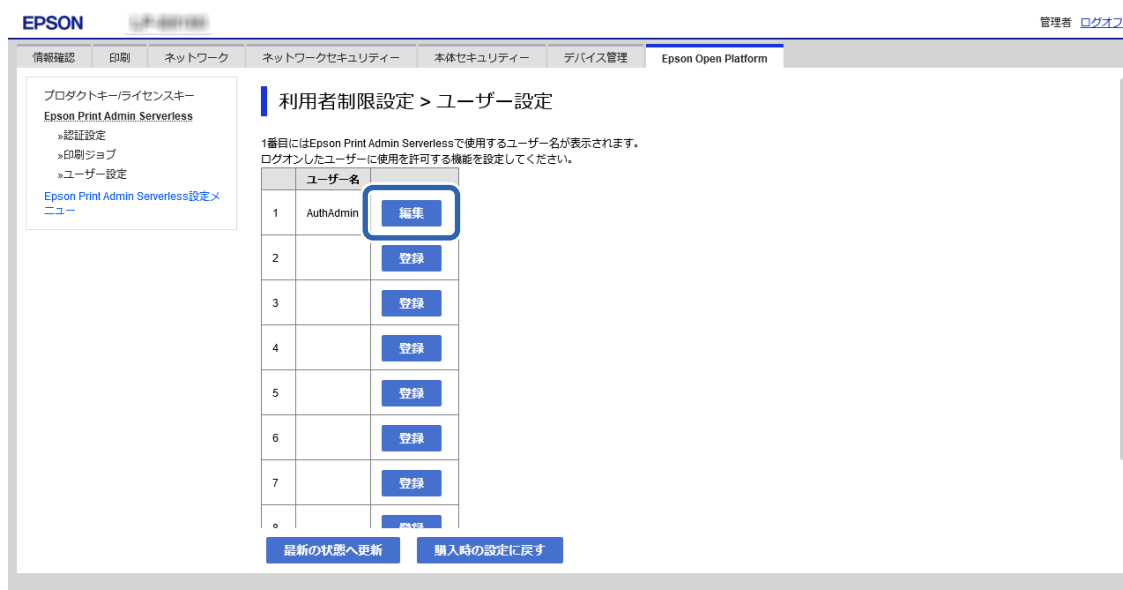 EPSON
管理者 ログオフ
情報確認 印刷 ネットワーク ネットワークセキュリティー 本体セキュリティー デバイス管理 Epson Open Platform
プロダクトキー/ライセンスキー
Epson Print Admin Serverless
»認証設定
»印刷ジョブ
»ユーザー設定
Epson Print Admin Serverless設定メ
ニュー
利用者制限設定 > ユーザー設定
1番目にはEpson Print Admin Serverlessで使用するユーザー名が表示されます。
ログオンしたユーザーに使用を許可する機能を設定してください。
ユーザー名
1 AuthAdmin 編集
2 登録
3 登録
4 登録
5 登録
6 登録
7 登録
8 登録
最新の状態へ更新 購入時の設定に戻す